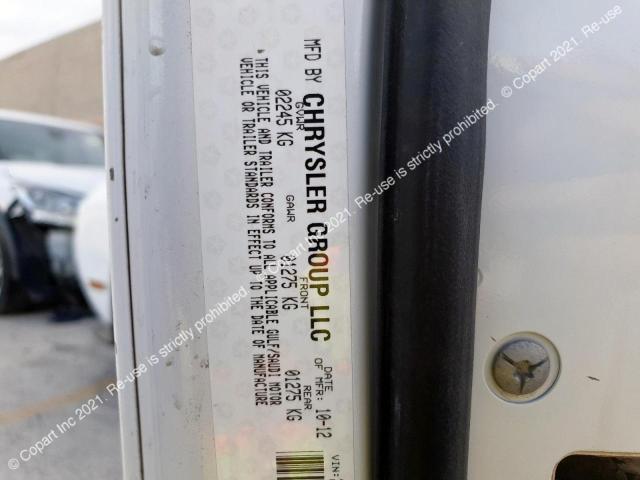 MFD BY CHRYSLER GROUP LLC
DATE OF MFR: 10-12
VIN:
GVWR
02245 KG
GAWR FRONT
01275 KG
GAWR REAR
01275 KG
* THIS VEHICLE AND TRAILER CONFORMS TO ALL APPLICABLE GULF/SAUDI MOTOR
VEHICLE OR TRAILER STANDARDS IN EFFECT UP TO THE DATE OF MANUFACTURE
© Copart Inc 2021. Re-use is strictly prohibited.
© Copart 2021. Re-use is strictly prohibited.
© Copart 2021. Re-use